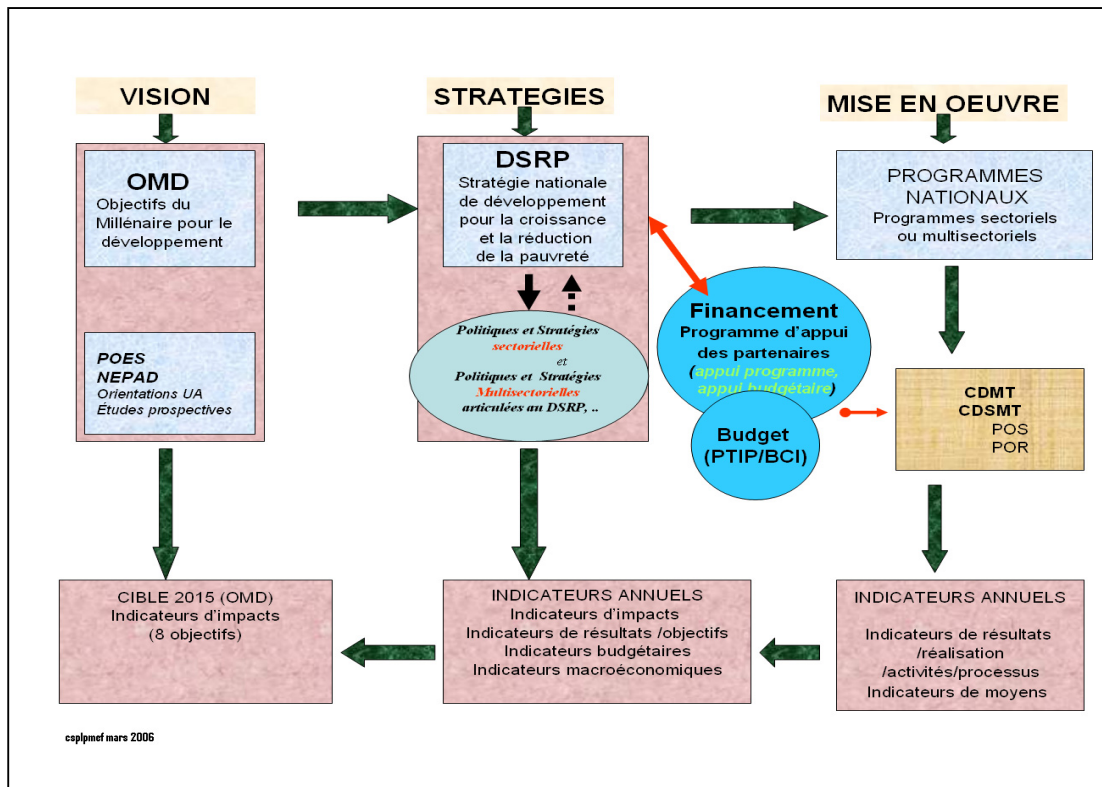 VISION
OMD
Objectifs du
Millénaire pour le
développement
POES
NEPAD
Orientations UA
Études prospectives
CIBLE 2015 (OMD)
Indicateurs d'impacts
(8 objectifs)
STRATEGIES
DSRP
Stratégie nationale
de développement
pour la croissance
et la réduction
de la pauvreté
Politiques et Stratégies
sectorielles
et
Politiques et Stratégies
Multisectorielles
articulées au DSRP, ..
INDICATEURS ANNUELS
Indicateurs d'impacts
Indicateurs de résultats /objectifs
Indicateurs budgétaires
Indicateurs macroéconomiques
Financement
Programme d'appui
des partenaires
(appui programme,
appui budgétaire)
Budget
(PTIP/BCI)
MISE EN OEUVRE
PROGRAMMES
NATIONAUX
Programmes sectoriels
ou multisectoriels
CDMT
CDSMT
POS
POR
INDICATEURS ANNUELS
Indicateurs de résultats
/réalisation
/activités/processus
Indicateurs de moyens
csplpmef mars 2006